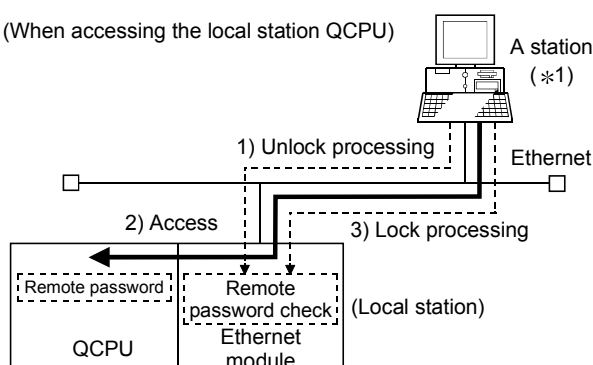 (When accessing the local station QCPU)
A station
(∗1)
1) Unlock processing
Ethernet
2) Access
3) Lock processing
Remote password
Remote
password check
(Local station)
QCPU
Ethernet
module